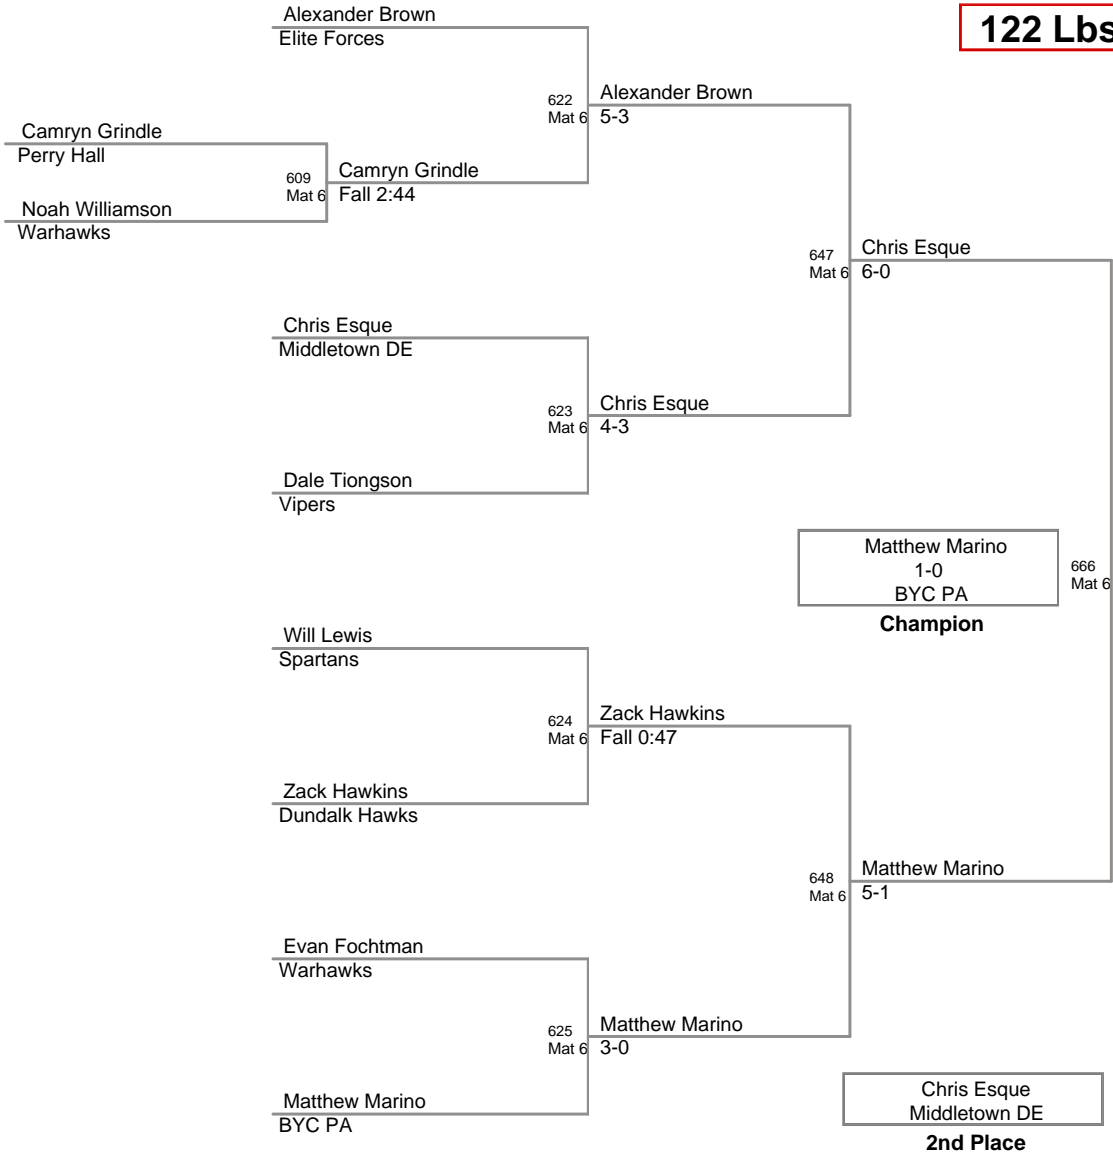 Alexander Brown
Elite Forces
122 Lbs
622
Mat 6
Alexander Brown
5-3
Camryn Grindle
Perry Hall
609
Mat 6
Camryn Grindle
Fall 2:44
Noah Williamson
Warhawks
647
Mat 6
Chris Esque
6-0
Chris Esque
Middletown DE
623
Mat 6
Chris Esque
4-3
Dale Tiongson
Vipers
Matthew Marino
1-0
BYC PA
Champion
666
Mat 6
Will Lewis
Spartans
624
Mat 6
Zack Hawkins
Fall 0:47
Zack Hawkins
Dundalk Hawks
648
Mat 6
Matthew Marino
5-1
Evan Fochtman
Warhawks
625
Mat 6
Matthew Marino
3-0
Matthew Marino
BYC PA
Chris Esque
Middletown DE
2nd Place